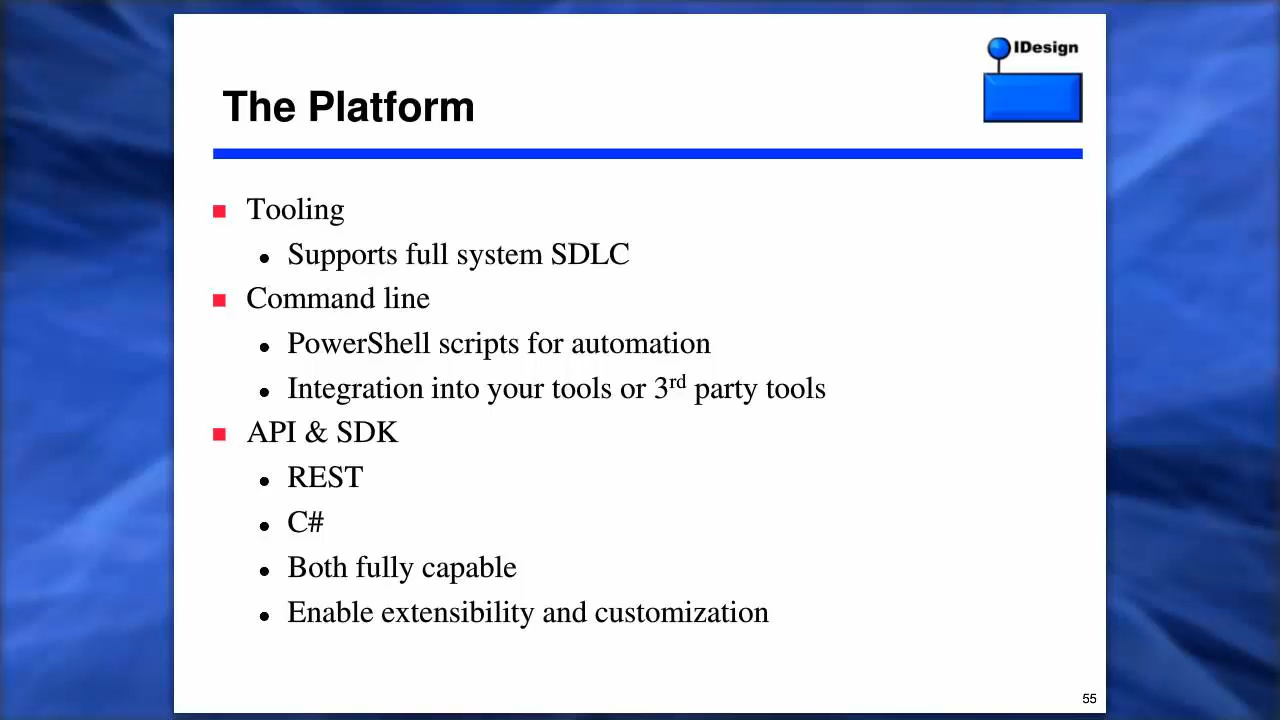 IDesign
The Platform
Tooling
Supports full system SDLC
Command line
PowerShell scripts for automation
Integration into your tools or 3rd party tools
API & SDK
REST
C#
Both fully capable
Enable extensibility and customization
55